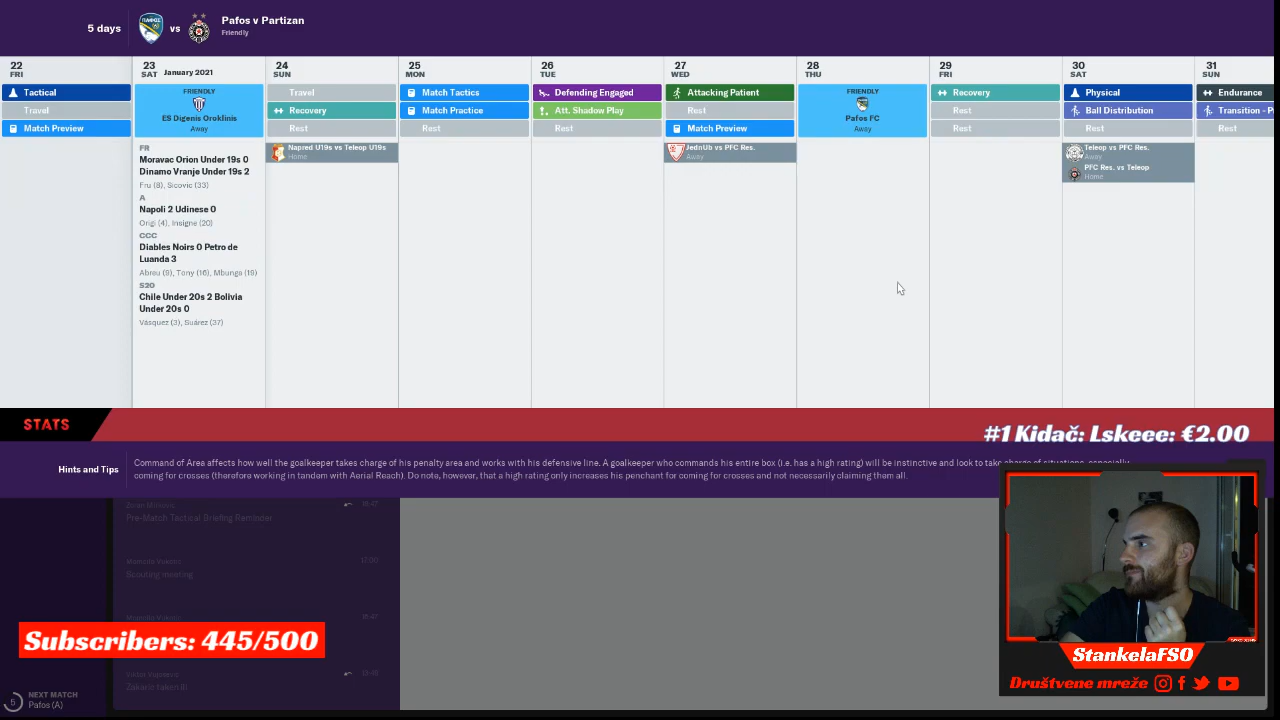 5 days
vs
Pafos v Partizan
Friendly
22
FRI
23
SAT January 2021
24
SUN
25
MON
26
TUE
27
WED
28
THU
29
FRI
30
SAT
31
SUN
Tactical
Travel
Match Preview
FRIENDLY
ES Digenis Oroklinis
Away
Travel
Recovery
Rest
Match Tactics
Match Practice
Rest
Defending Engaged
Att. Shadow Play
Rest
Attacking Patient
Rest
Match Preview
FRIENDLY
Pafos FC
Away
Recovery
Rest
Rest
Physical
Ball Distribution
Rest
Endurance
Transition - P
Rest
FR
Moravac Orion Under 19s 0
Dinamo Vranje Under 19s 2
Fru (8), Sicovic (33)
A
Napoli 2 Udinese 0
Origi (4), Insigne (20)
CCC
Diables Noirs 0 Petro de
Luanda 3
Abreu (9), Tony (16), Mbunga (19)
S20
Chile Under 20s 2 Bolivia
Under 20s 0
Vásquez (3), Suárez (37)
Napred U19s vs Teleop U19s
Home
JednUb vs PFC Res.
Away
Teleop vs PFC Res.
Away
PFC Res. vs Teleop
Home
STATS
#1 Kidač: Lskeee: €2.00
Hints and Tips
Command of Area affects how well the goalkeeper takes charge of his penalty area and works with his defensive line. A goalkeeper who commands his entire box (i.e. has a high rating) will be instinctive and look to take charge of situations, especially
coming for crosses (therefore working in tandem with Aerial Reach). Do note, however, that a high rating only increases his penchant for coming for crosses and not necessarily claiming them all.
Pre-Match Tactical Briefing Reminder
17:00
Scouting meeting
Subscribers: 445/500
5
NEXT MATCH
Pafos (A)
StankelaFSO
Društvene mreže